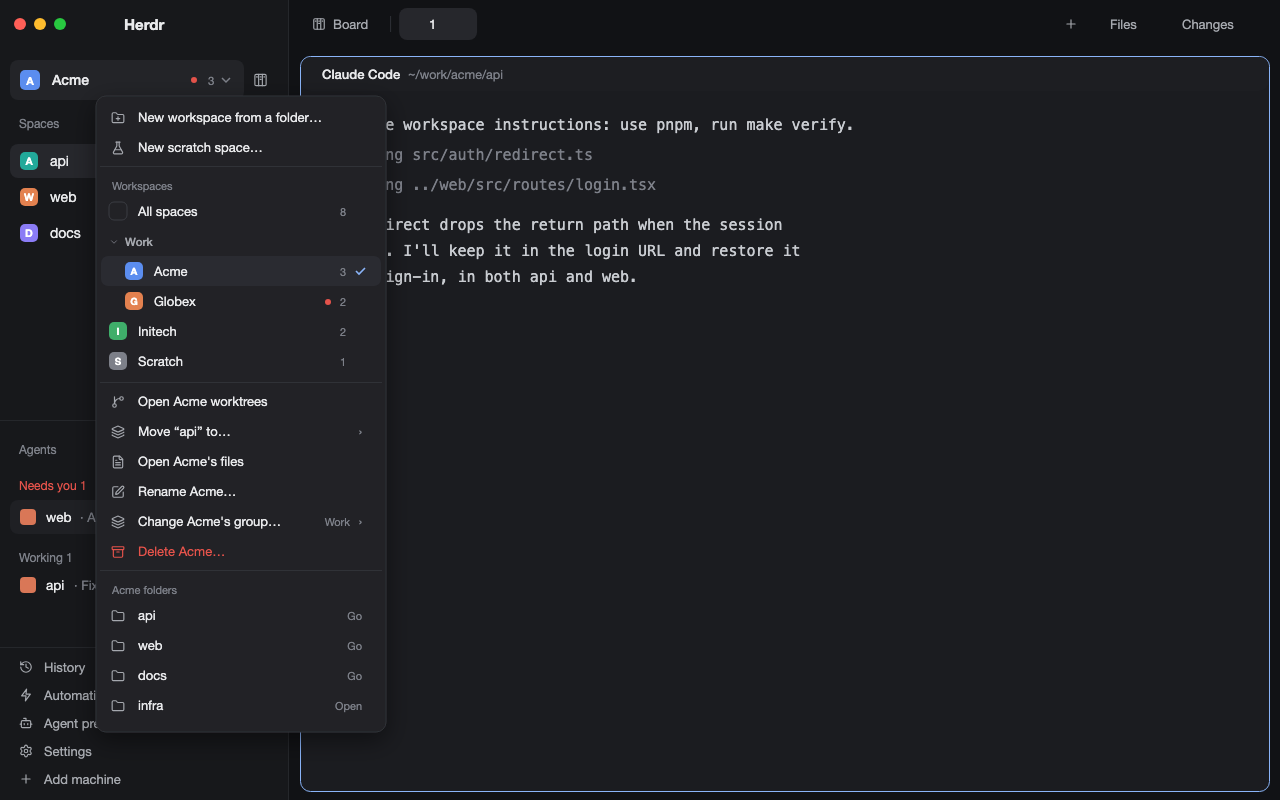 Herdr
Board
1
Files
Changes
A Acme 3
Claude Code ~/work/acme/api
Spaces
A api
W web
D docs
New workspace from a folder…
New scratch space…
Workspaces
All spaces 8
Work
A Acme 3
G Globex 2
I Initech 2
S Scratch 1
Open Acme worktrees
Move “api” to…
Open Acme's files
Rename Acme…
Change Acme's group… Work
Delete Acme…
Acme folders
api Go
web Go
docs Go
infra Open
e workspace instructions: use pnpm, run make verify.
ng src/auth/redirect.ts
ng ../web/src/routes/login.tsx
irect drops the return path when the session
. I'll keep it in the login URL and restore it
ign-in, in both api and web.
Agents
Needs you 1
web · A
Working 1
api · Fix
History
Automati
Agent pre
Settings
Add machine